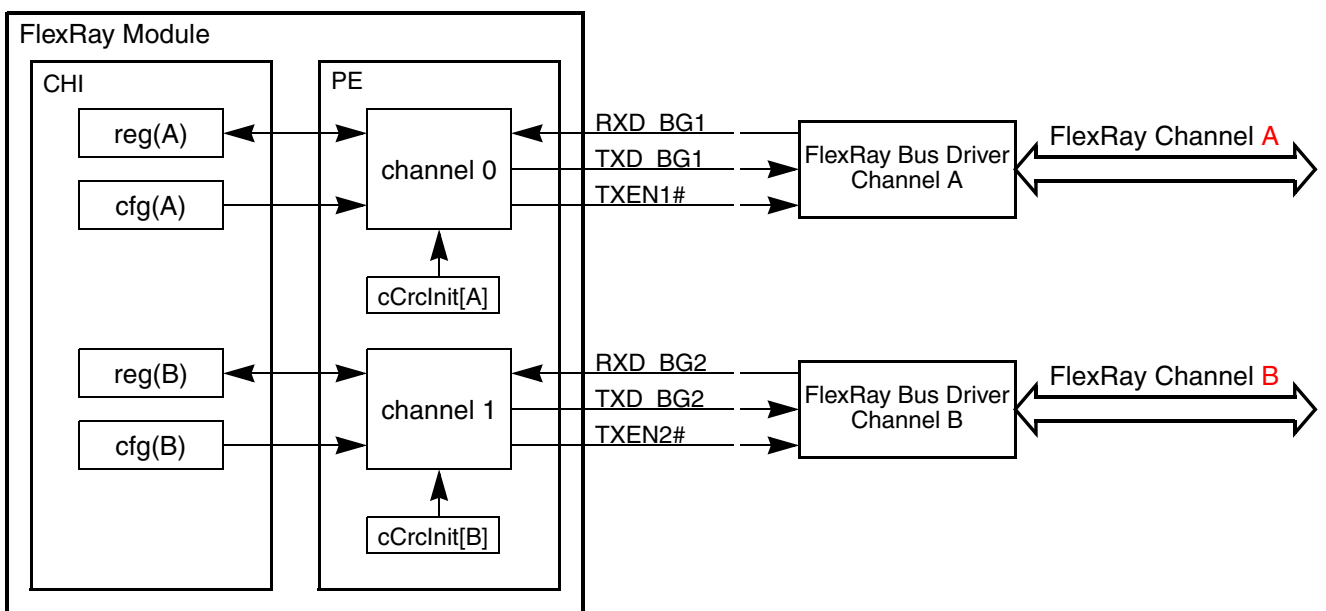 FlexRay Module
CHI
PE
reg(A)
cfg(A)
channel 0
cCrcInit[A]
RXD_BG1
TXD_BG1
TXEN1#
FlexRay Bus Driver
Channel A
FlexRay Channel A
reg(B)
cfg(B)
channel 1
cCrcInit[B]
RXD_BG2
TXD_BG2
TXEN2#
FlexRay Bus Driver
Channel B
FlexRay Channel B